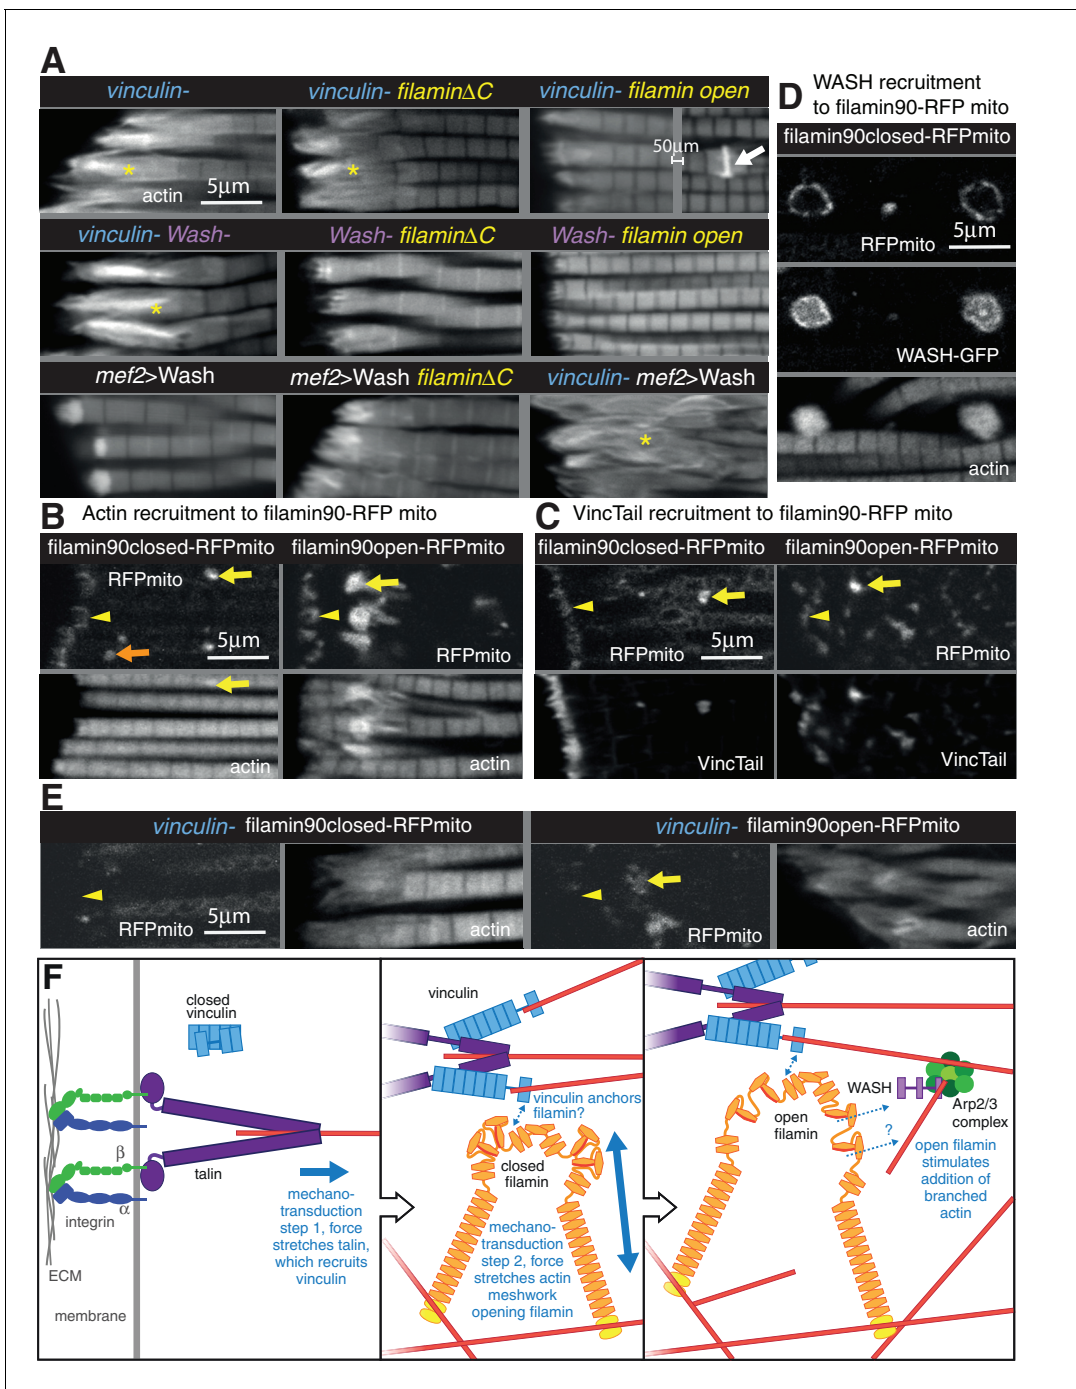 A
vinculin-
vinculin- filaminΔC
vinculin- filamin open
actin
5μm
50μm
vinculin- Wash-
Wash- filaminΔC
Wash- filamin open
mef2>Wash
mef2>Wash filaminΔC
vinculin- mef2>Wash
D WASH recruitment
to filamin90-RFP mito
filamin90closed-RFPmito
5μm
RFPmito
WASH-GFP
actin
B Actin recruitment to filamin90-RFP mito
filamin90closed-RFPmito
filamin90open-RFPmito
RFPmito
5μm
RFPmito
actin
actin
C VincTail recruitment to filamin90-RFP mito
filamin90closed-RFPmito
filamin90open-RFPmito
RFPmito
5μm
RFPmito
VincTail
VincTail
E
vinculin- filamin90closed-RFPmito
vinculin- filamin90open-RFPmito
RFPmito
5μm
actin
RFPmito
actin
F
closed
vinculin
β
α
talin
integrin
ECM
membrane
mechano-
transduction
step 1, force
stretches talin,
which recruits
vinculin
vinculin
vinculin anchors
filamin?
closed
filamin
mechano-
transduction
step 2, force
stretches actin
meshwork
opening filamin
WASH
Arp2/3
complex
open
filamin
?
open filamin
stimulates
addition of
branched
actin